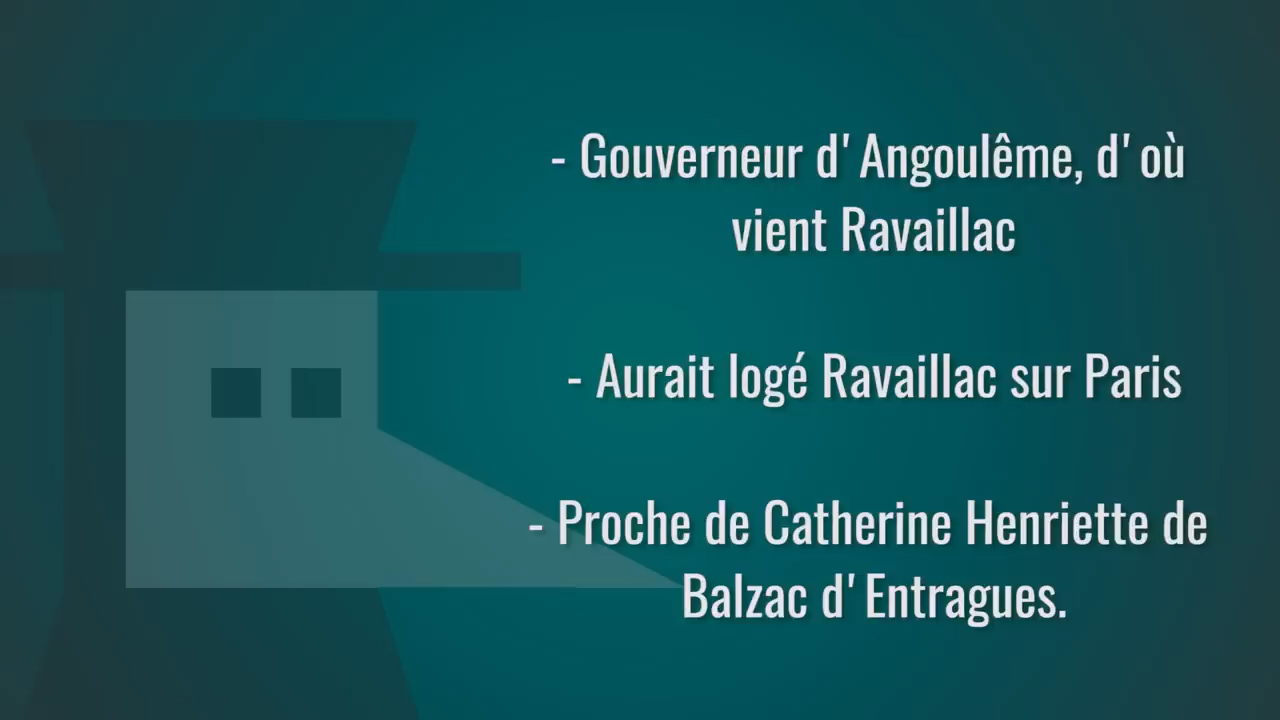 - Gouverneur d'Angoulême, d'où
vient Ravaillac
- Aurait logé Ravaillac sur Paris
- Proche de Catherine Henriette de
Balzac d'Entragues.